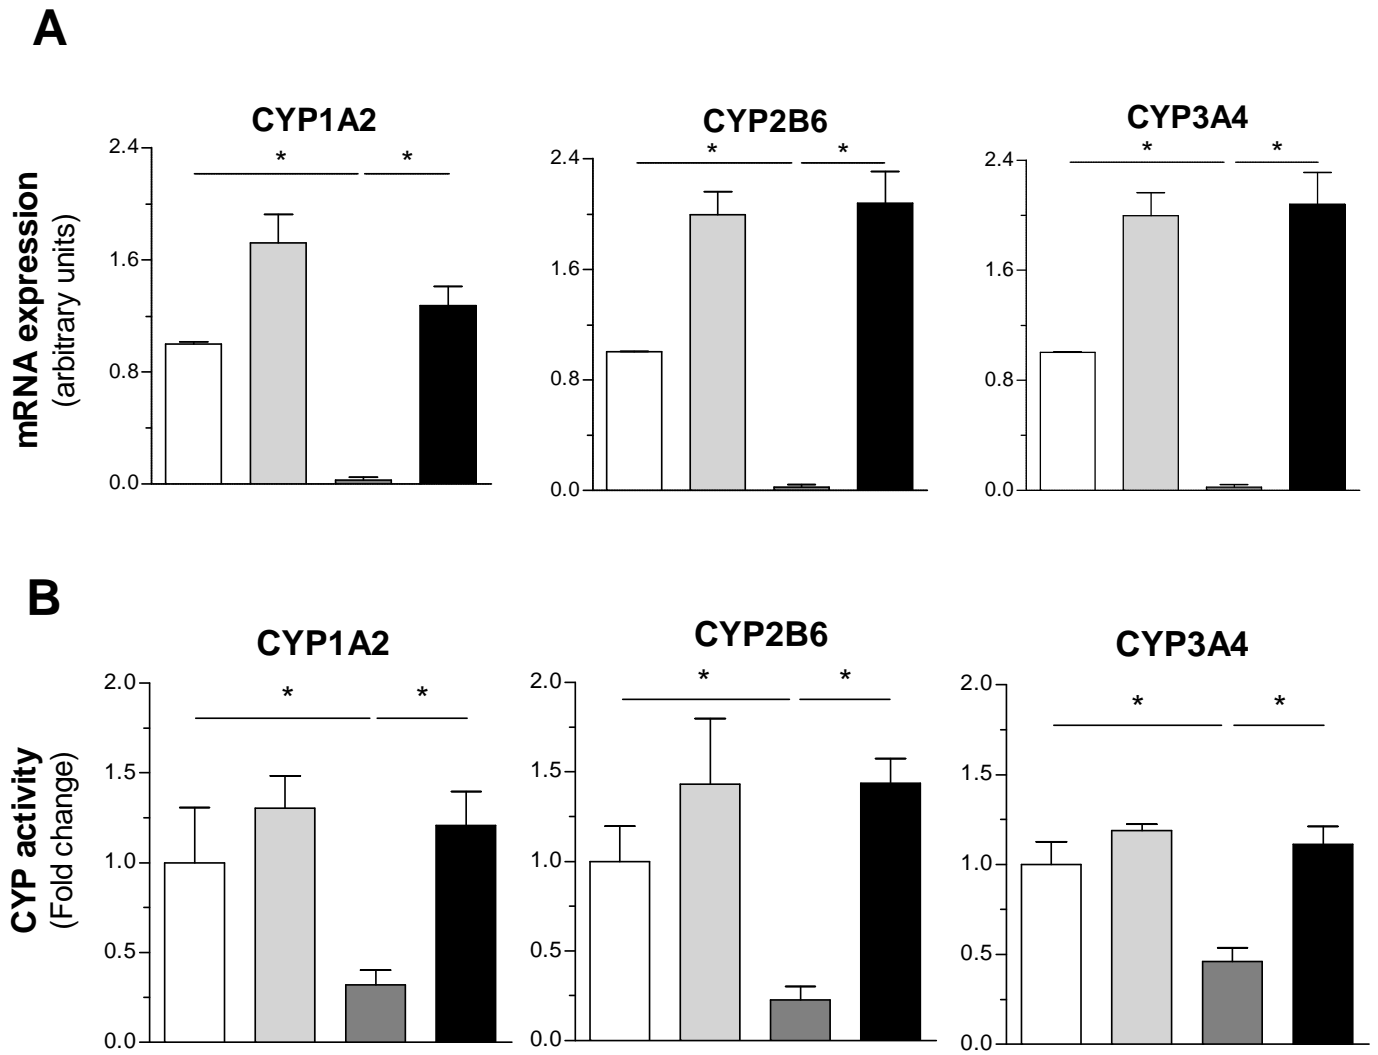 A
CYP1A2
CYP2B6
CYP3A4
mRNA expression
(arbitrary units)
2.4
1.6
0.8
0.0
* *
2.4
1.6
0.8
0.0
* *
2.4
1.6
0.8
0.0
* *
B
CYP1A2
CYP2B6
CYP3A4
CYP activity
(Fold change)
2.0
1.5
1.0
0.5
0.0
* *
2.0
1.5
1.0
0.5
0.0
* *
2.0
1.5
1.0
0.5
0.0
* *